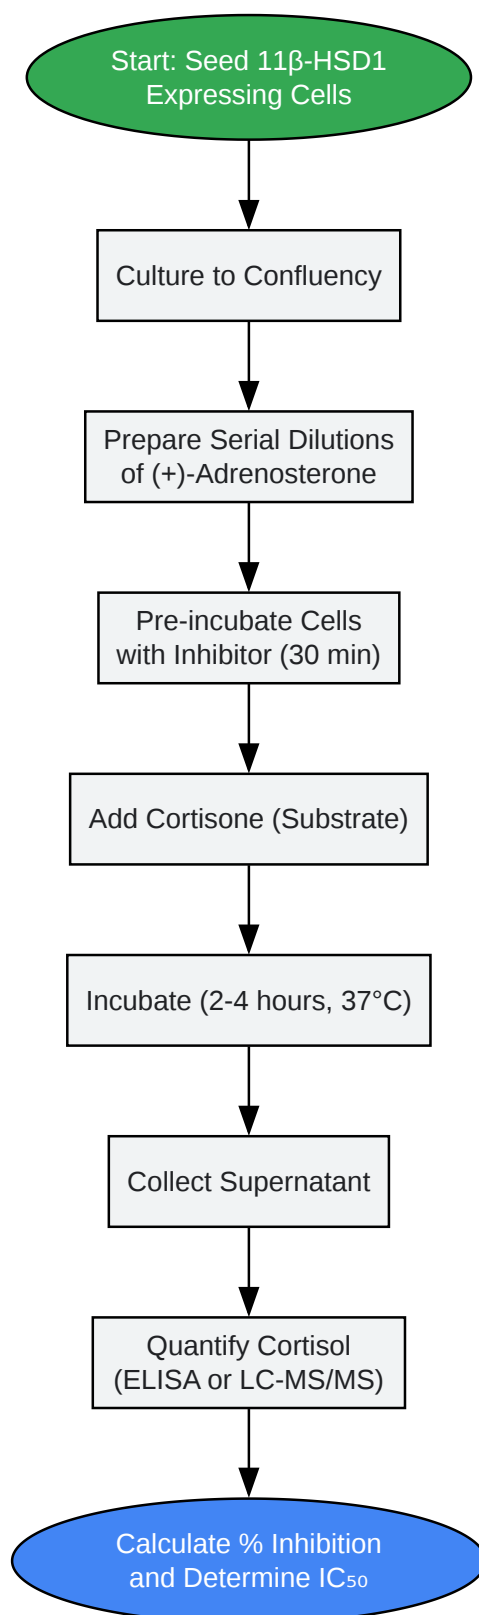 Start: Seed 11β-HSD1
Expressing Cells
Culture to Confluency
Prepare Serial Dilutions
of (+)-Adrenosterone
Pre-incubate Cells
with Inhibitor (30 min)
Add Cortisone (Substrate)
Incubate (2-4 hours, 37°C)
Collect Supernatant
Quantify Cortisol
(ELISA or LC-MS/MS)
Calculate % Inhibition
and Determine IC₅₀